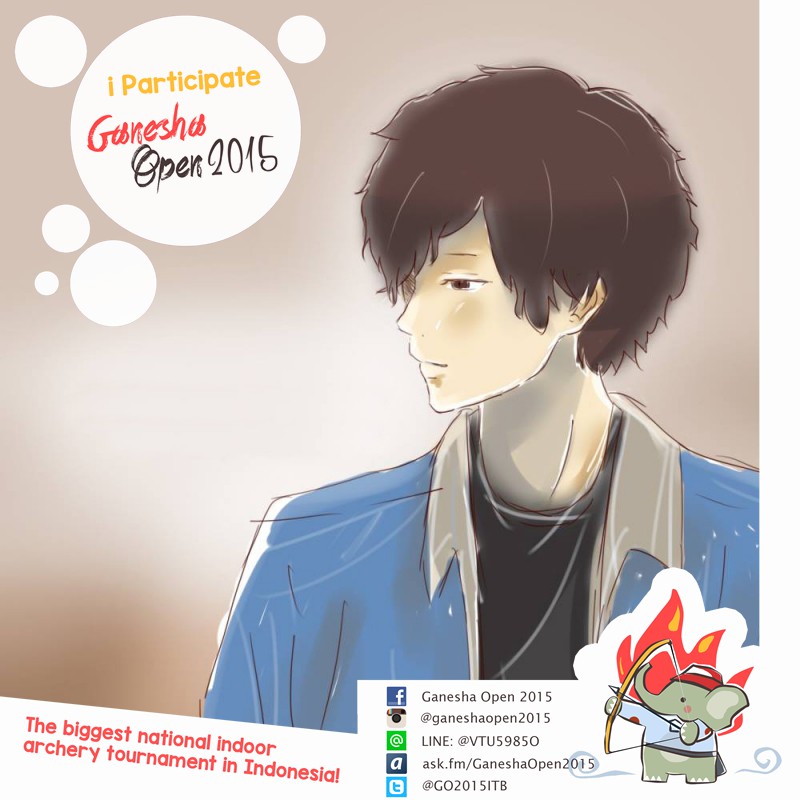 i Participate
Ganesha
Open 2015
Ganesha Open 2015
@ganeshaopen2015
LINE: @VTU5985O
ask.fm/GaneshaOpen2015
@GO2015ITB
The biggest national indoor
archery tournament in Indonesia!